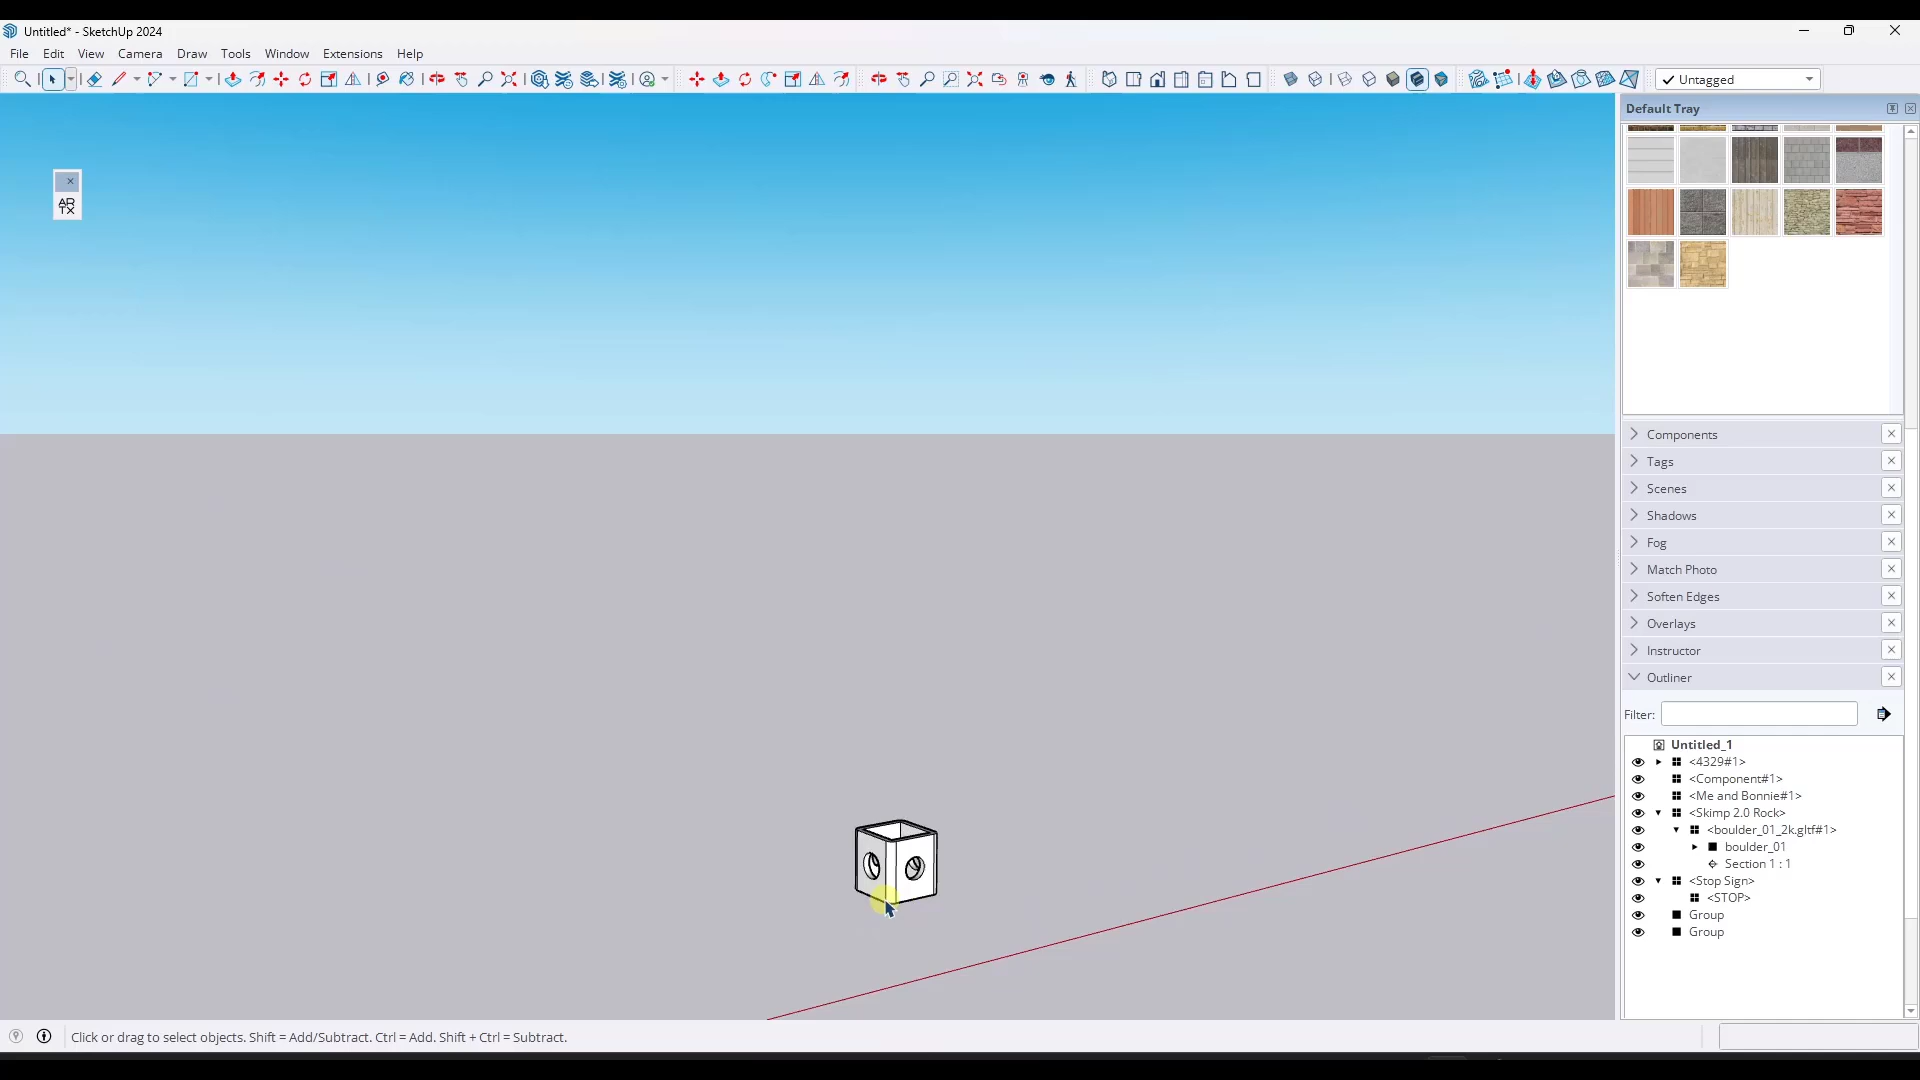 Untitled* - SketchUp 2024
File Edit View Camera Draw Tools Window Extensions Help
Untagged
Default Tray
AR
TX
Components
Tags
Scenes
Shadows
Fog
Match Photo
Soften Edges
Overlays
Instructor
Outliner
Filter:
Untitled_1
<4329#1>
<Component#1>
<Me and Bonnie#1>
<Skimp 2.0 Rock>
<boulder_01_2k.gltf#1>
boulder_01
Section 1 : 1
<Stop Sign>
<STOP>
Group
Group
Click or drag to select objects. Shift = Add/Subtract. Ctrl = Add. Shift + Ctrl = Subtract.